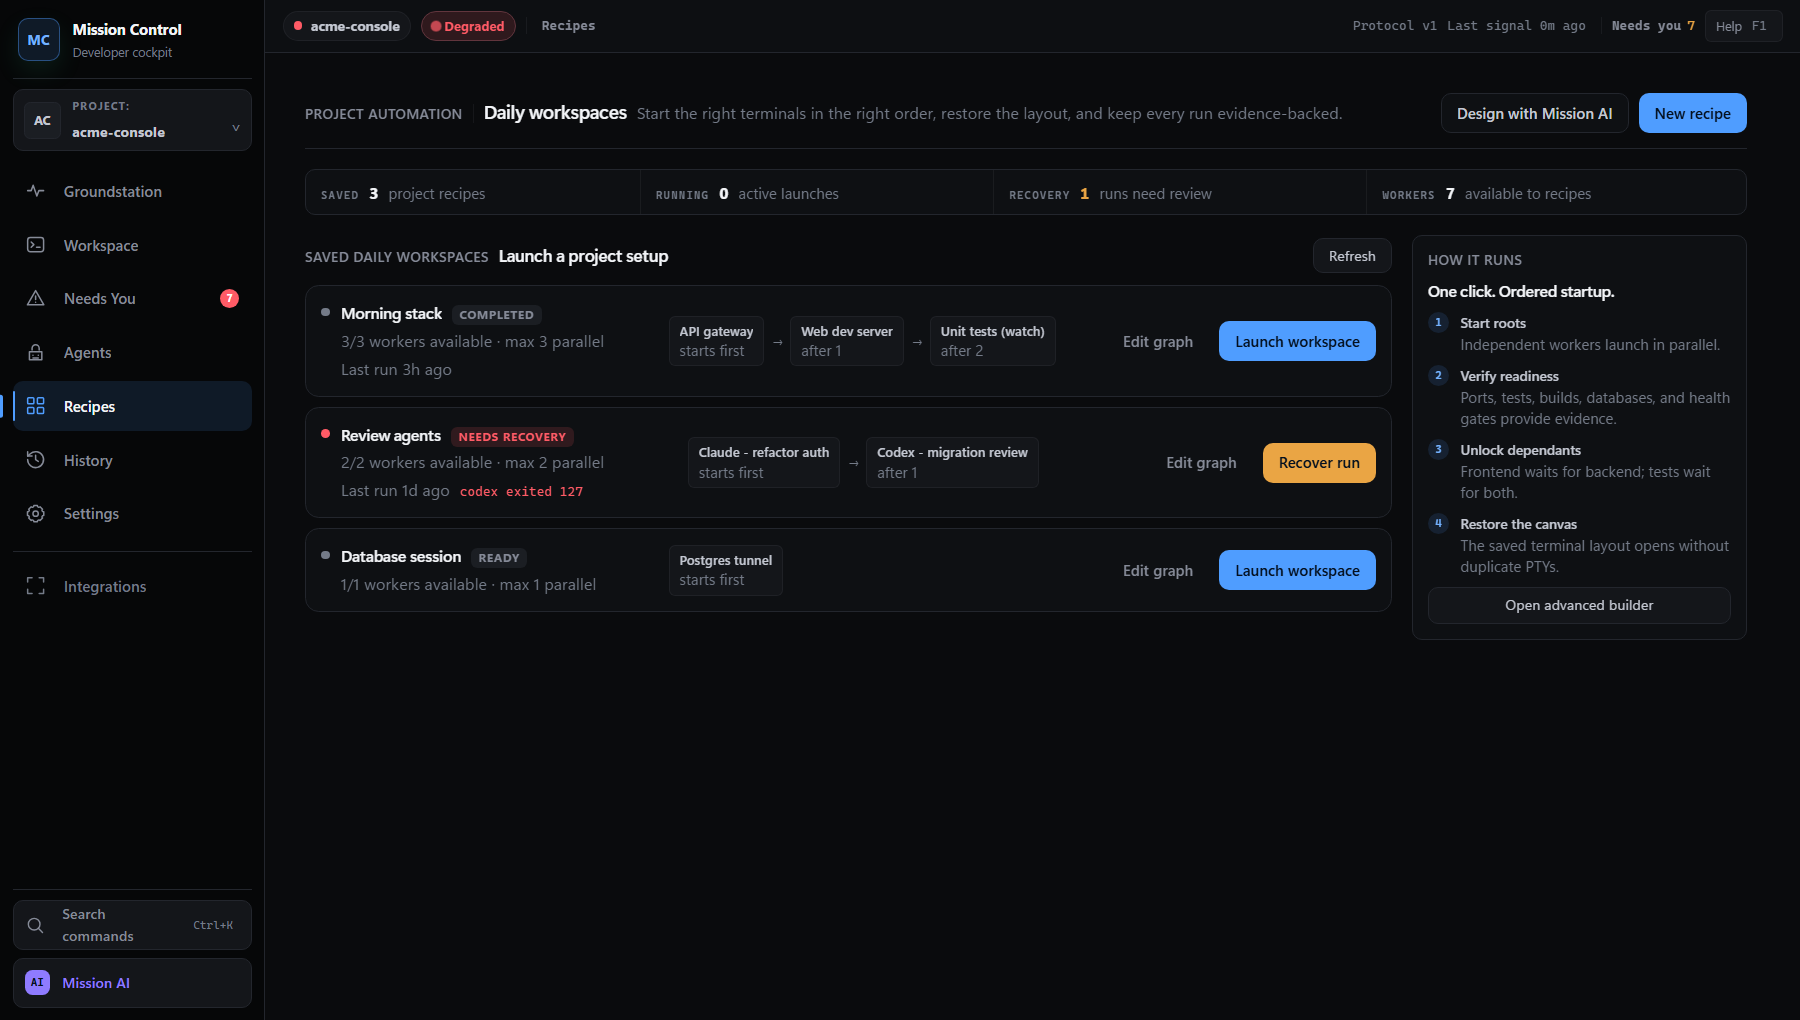 MC
Mission Control
Developer cockpit
AC
PROJECT:
acme-console
v
Groundstation
Workspace
Needs You
7
Agents
Recipes
History
Settings
Integrations
Search
commands
Ctrl+K
AI
Mission AI
acme-console
Degraded
Recipes
Protocol v1 Last signal 0m ago
Needs you 7
Help F1
PROJECT AUTOMATION
Daily workspaces
Start the right terminals in the right order, restore the layout, and keep every run evidence-backed.
Design with Mission AI
New recipe
SAVED 3 project recipes
RUNNING 0 active launches
RECOVERY 1 runs need review
WORKERS 7 available to recipes
SAVED DAILY WORKSPACES
Launch a project setup
Refresh
Morning stack
COMPLETED
3/3 workers available · max 3 parallel
Last run 3h ago
API gateway
starts first
→
Web dev server
after 1
→
Unit tests (watch)
after 2
Edit graph
Launch workspace
Review agents
NEEDS RECOVERY
2/2 workers available · max 2 parallel
Last run 1d ago codex exited 127
Claude - refactor auth
starts first
→
Codex - migration review
after 1
Edit graph
Recover run
Database session
READY
1/1 workers available · max 1 parallel
Postgres tunnel
starts first
Edit graph
Launch workspace
HOW IT RUNS
One click. Ordered startup.
1
Start roots
Independent workers launch in parallel.
2
Verify readiness
Ports, tests, builds, databases, and health
gates provide evidence.
3
Unlock dependants
Frontend waits for backend; tests wait
for both.
4
Restore the canvas
The saved terminal layout opens without
duplicate PTYs.
Open advanced builder